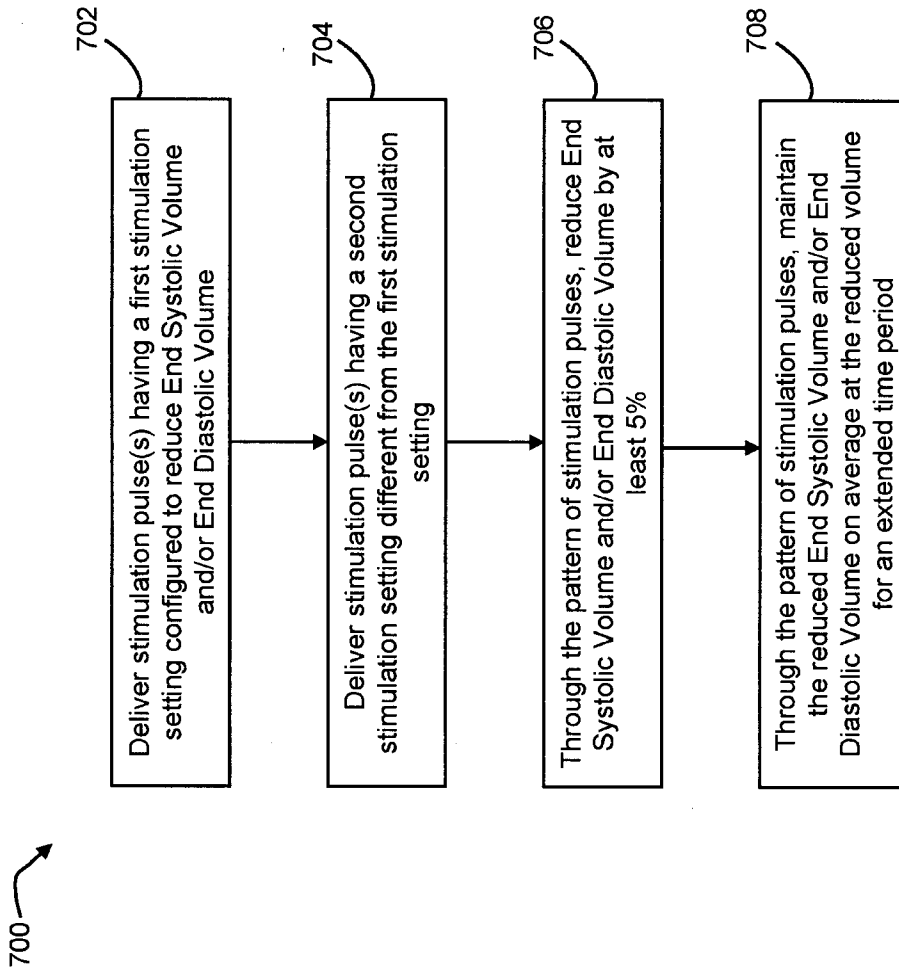 700
702
Deliver stimulation pulse(s) having a first stimulation
setting configured to reduce End Systolic Volume
and/or End Diastolic Volume
704
Deliver stimulation pulse(s) having a second
stimulation setting different from the first stimulation
setting
706
Through the pattern of stimulation pulses, reduce End
Systolic Volume and/or End Diastolic Volume by at
least 5%
708
Through the pattern of stimulation pulses, maintain
the reduced End Systolic Volume and/or End
Diastolic Volume on average at the reduced volume
for an extended time period